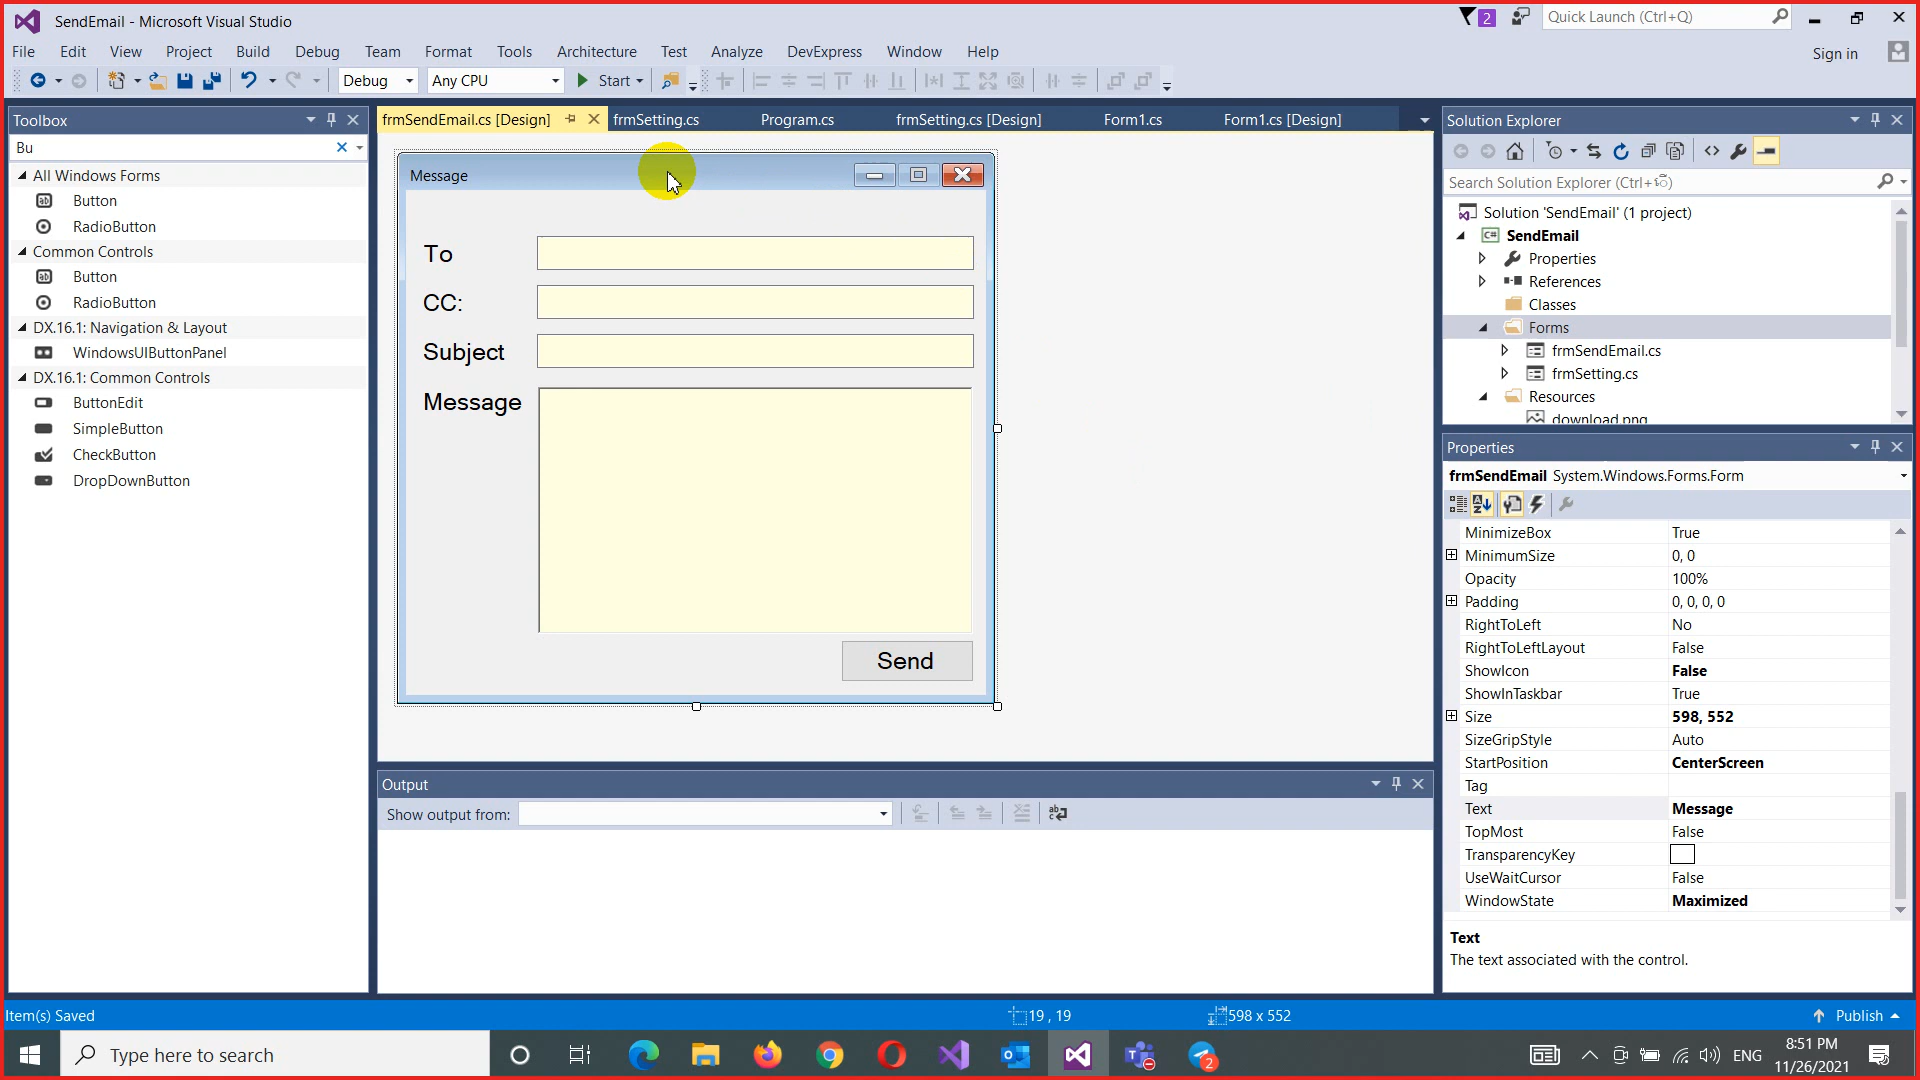 SendEmail - Microsoft Visual Studio
2
Quick Launch (Ctrl+Q)
File Edit View Project Build Debug Team Format Tools Architecture Test Analyze DevExpress Window Help
Sign in
Debug Any CPU Start
Toolbox
Bu
All Windows Forms
Button
RadioButton
Common Controls
Button
RadioButton
DX.16.1: Navigation & Layout
WindowsUIButtonPanel
DX.16.1: Common Controls
ButtonEdit
SimpleButton
CheckButton
DropDownButton
frmSendEmail.cs [Design] frmSetting.cs Program.cs frmSetting.cs [Design] Form1.cs Form1.cs [Design]
Message
To
CC:
Subject
Message
Send
Output
Show output from:
Solution Explorer
Search Solution Explorer (Ctrl+
Solution 'SendEmail' (1 project)
C# SendEmail
Properties
References
Classes
Forms
frmSendEmail.cs
frmSetting.cs
Resources
download.png
Properties
frmSendEmail System.Windows.Forms.Form
MinimizeBox True
MinimumSize 0, 0
Opacity 100%
Padding 0, 0, 0, 0
RightToLeft No
RightToLeftLayout False
ShowIcon False
ShowInTaskbar True
Size 598, 552
SizeGripStyle Auto
StartPosition CenterScreen
Tag
Text Message
TopMost False
TransparencyKey
UseWaitCursor False
WindowState Maximized
Text
The text associated with the control.
Item(s) Saved
19 , 19
598 x 552
Publish
Type here to search
2
ENG
8:51 PM
11/26/2021